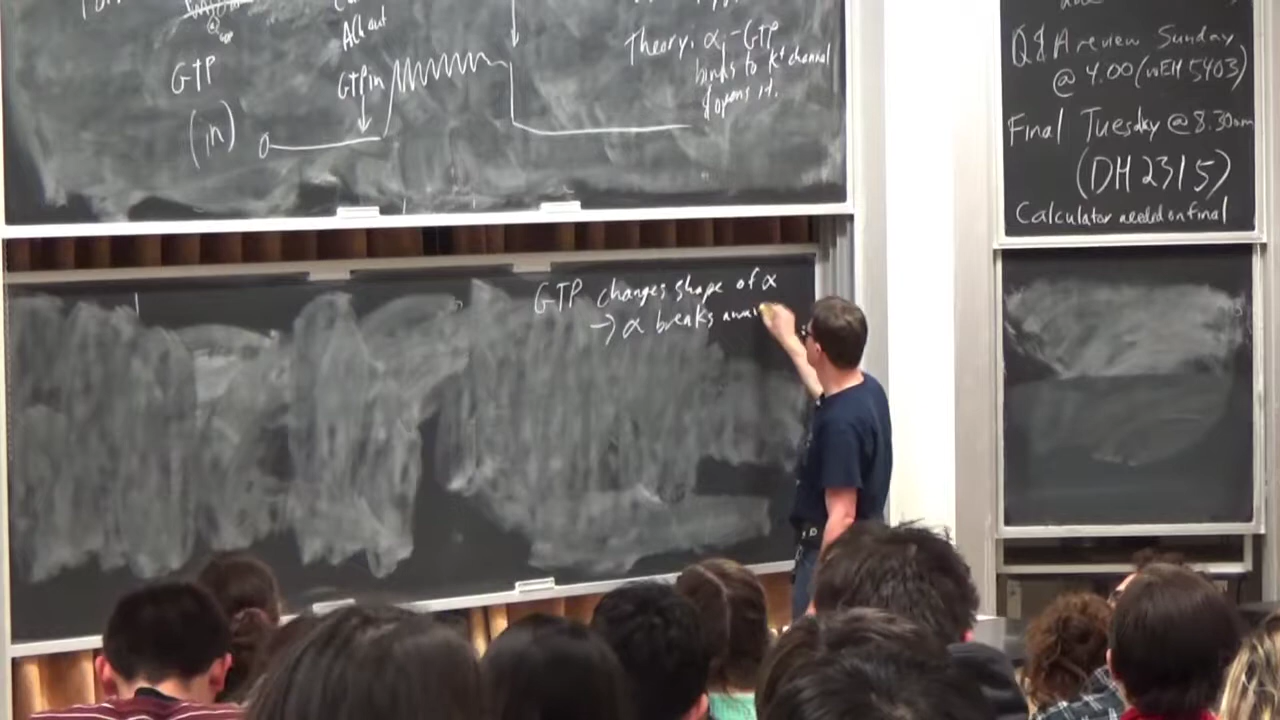 GTP
(in)
ACh out
GTP in
Theory: α-GTP
binds to K+ channel
& opens it.
GTP changes shape of α
→ α breaks away
Q&A review Sunday
@ 4.00 (WEH 5403)
Final Tuesday @ 8.30am
(DH 2315)
Calculator needed on final